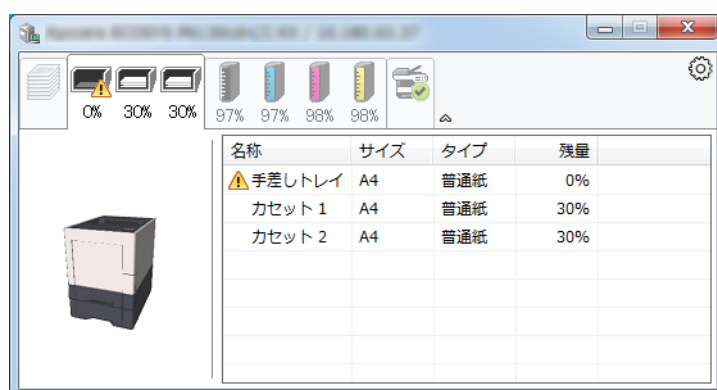 0% 30% 30% 97% 97% 98% 98%
名称 サイズ タイプ 残量
手差しトレイ A4 普通紙 0%
カセット 1 A4 普通紙 30%
カセット 2 A4 普通紙 30%